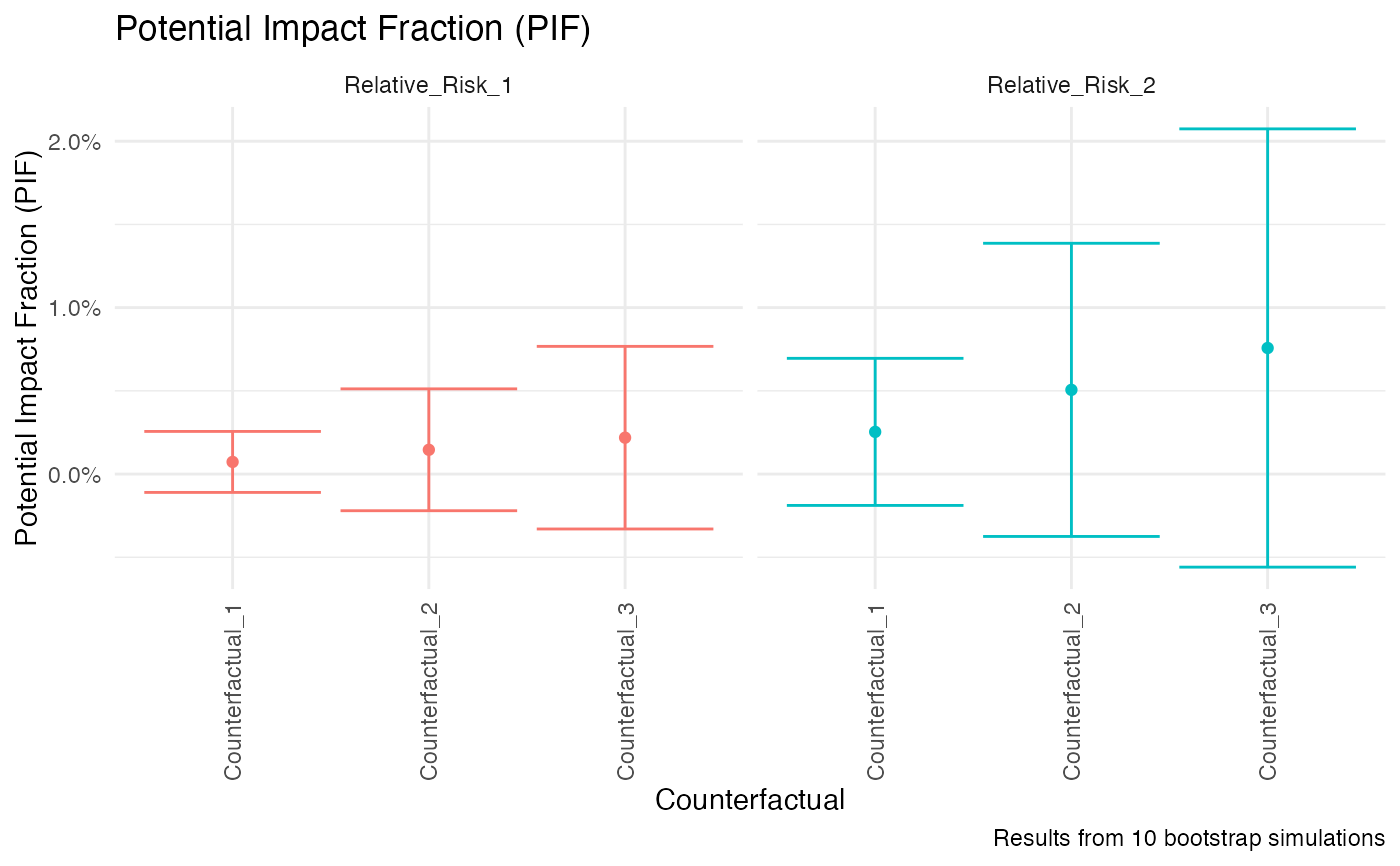 Potential Impact Fraction (PIF)
Relative_Risk_1
Relative_Risk_2
Potential Impact Fraction (PIF)
2.0%
1.0%
0.0%
Counterfactual_1
Counterfactual_2
Counterfactual_3
Counterfactual_1
Counterfactual_2
Counterfactual_3
Counterfactual
Results from 10 bootstrap simulations